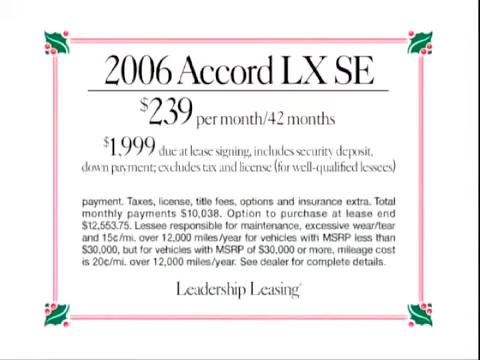 2006 Accord LX SE
$239 per month/42 months
$1,999 due at lease signing, includes security deposit,
down payment; excludes tax and license (for well-qualified lessees)
payment. Taxes, license, title fees, options and insurance extra. Total
monthly payments $10,038. Option to purchase at lease end
$12,553.75. Lessee responsible for maintenance, excessive wear/tear
and 15¢/mi. over 12,000 miles/year for vehicles with MSRP less than
$30,000, but for vehicles with MSRP of $30,000 or more, mileage cost
is 20¢/mi. over 12,000 miles/year. See dealer for complete details.
Leadership Leasing